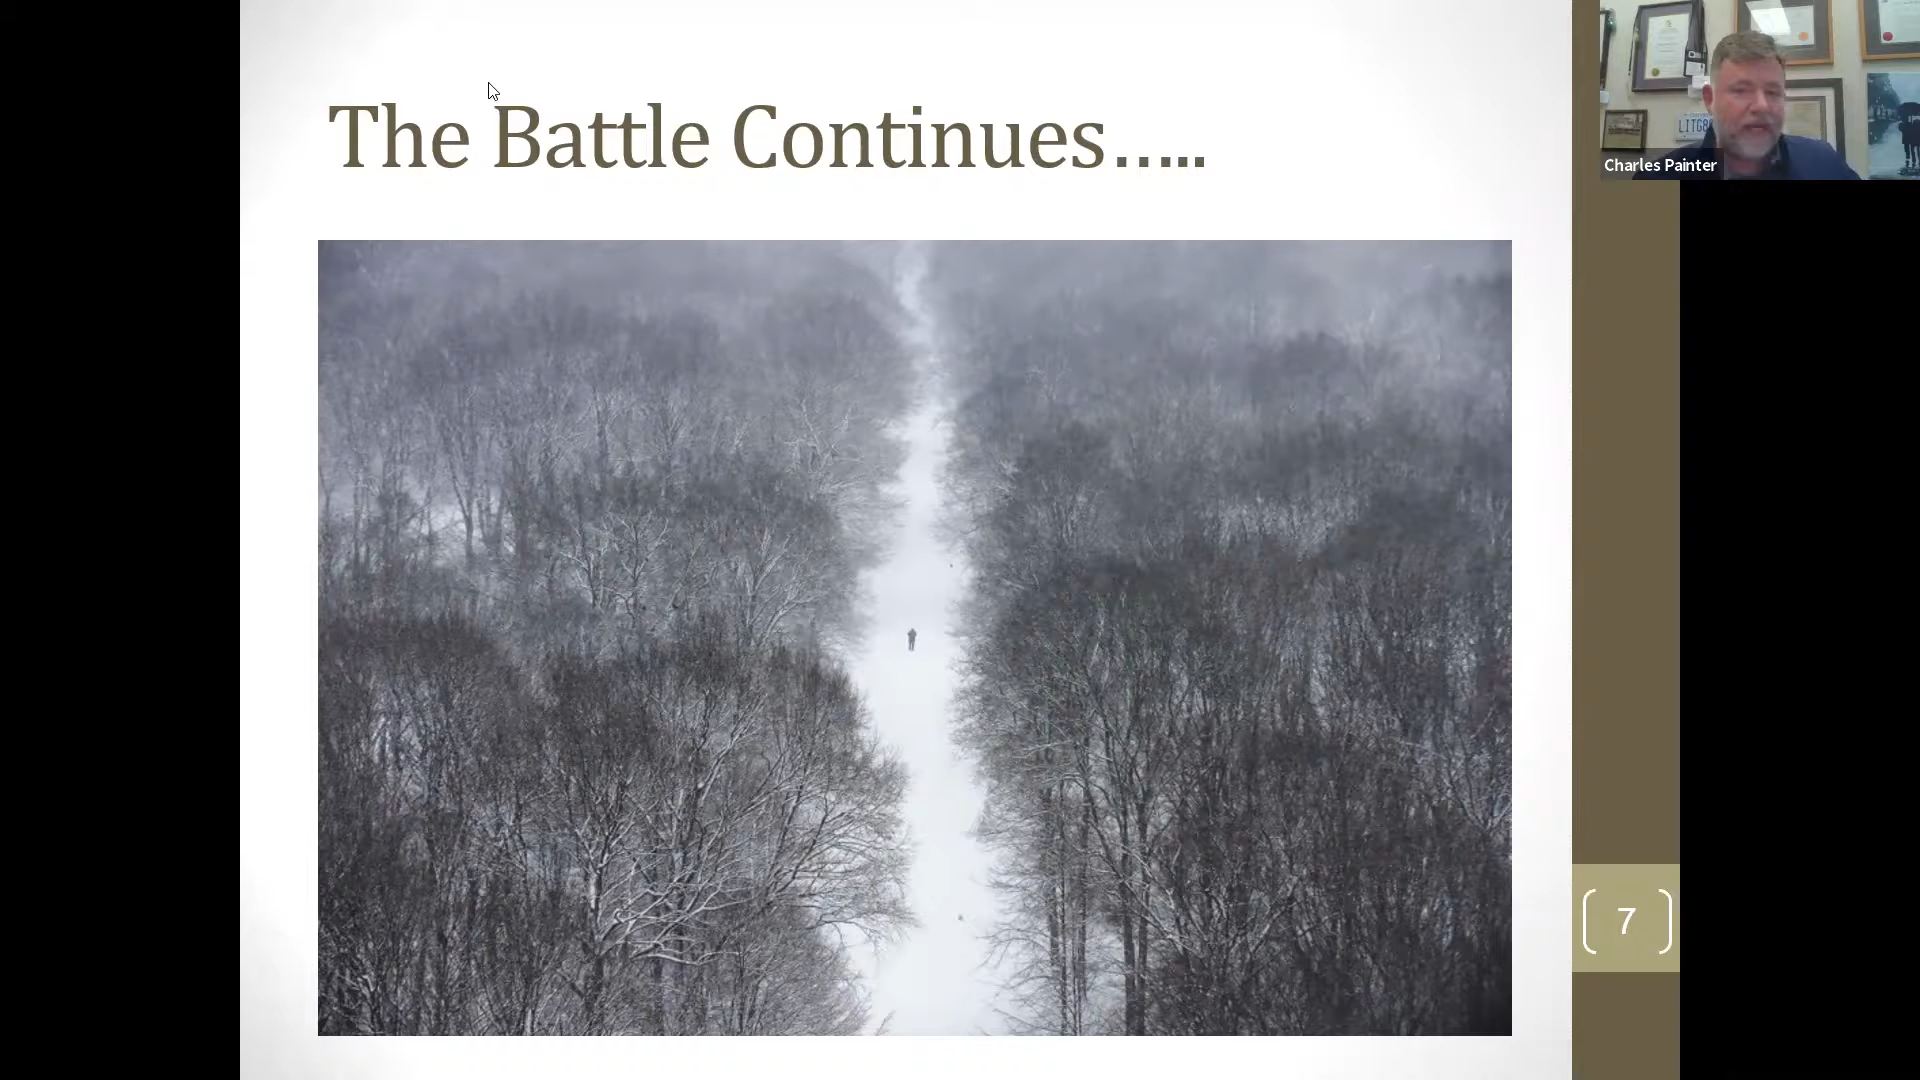 The Battle Continues.....
Charles Painter
7